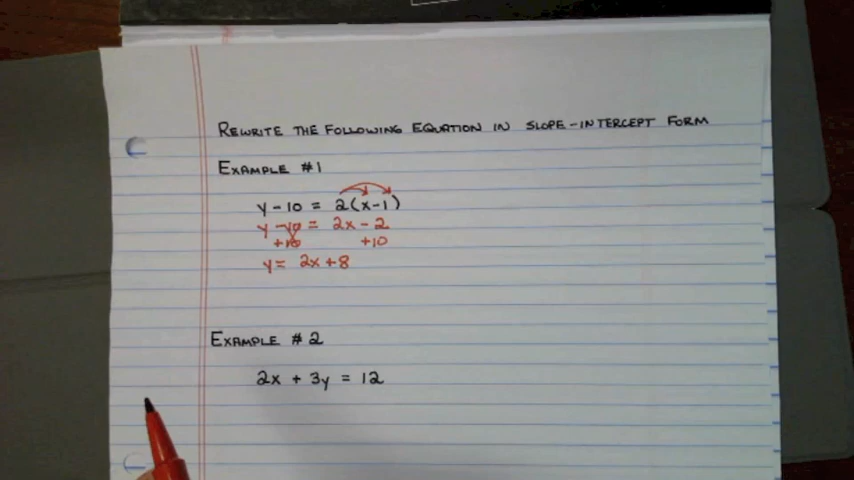 REWRITE THE FOLLOWING EQUATION IN SLOPE-INTERCEPT FORM
EXAMPLE #1
y - 10 = 2(x-1)
y - 10 = 2x - 2
+10 +10
y = 2x + 8
EXAMPLE #2
2x + 3y = 12